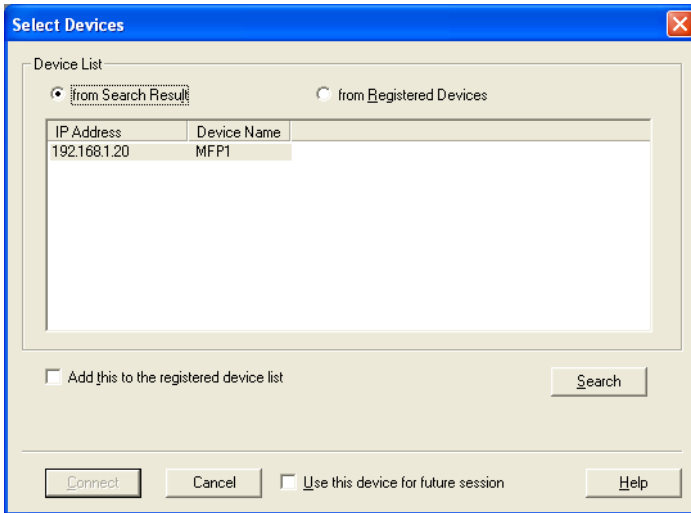 Select Devices
Device List
from Search Result
from Registered Devices
IP Address Device Name
192.168.1.20 MFP1
Add this to the registered device list
Search
Connect Cancel Use this device for future session Help